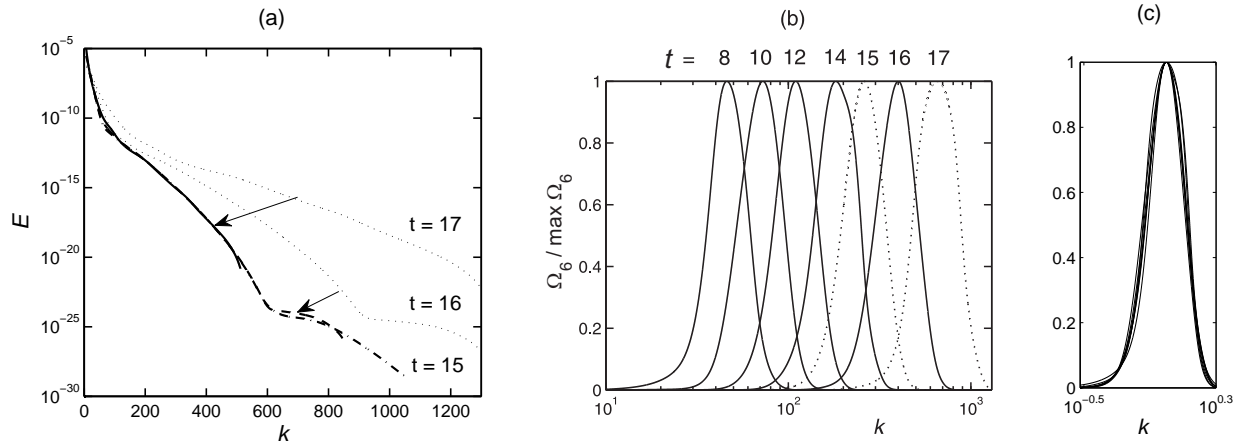 (a)
10^-5
10^-10
10^-15
10^-20
10^-25
10^-30
E
t = 17
t = 16
t = 15
0 200 400 600 800 1000 1200
k
(b)
t = 8 10 12 14 15 16 17
1
0.8
0.6
0.4
0.2
0
Ω_6 / max Ω_6
10^1 10^2 10^3
k
(c)
1
0.8
0.6
0.4
0.2
0
10^-0.5 10^0.3
k